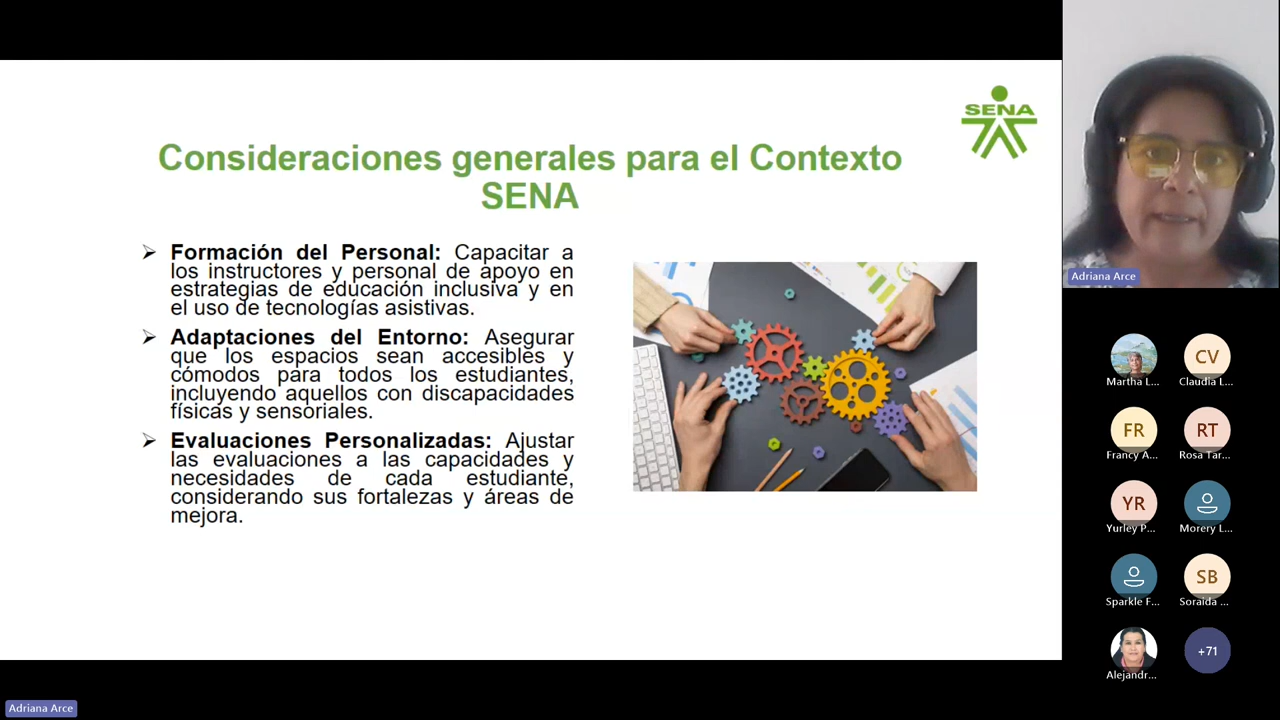 SENA
Consideraciones generales para el Contexto
SENA
Formación del Personal: Capacitar a
los instructores y personal de apoyo en
estrategias de educación inclusiva y en
el uso de tecnologías asistivas.
Adaptaciones del Entorno: Asegurar
que los espacios sean accesibles y
cómodos para todos los estudiantes,
incluyendo aquellos con discapacidades
físicas y sensoriales.
Evaluaciones Personalizadas: Ajustar
las evaluaciones a las capacidades y
necesidades de cada estudiante,
considerando sus fortalezas y áreas de
mejora.
Adriana Arce
Martha L...
CV
Claudia L...
FR
Francy A...
RT
Rosa Tar...
YR
Yurley P...
Morery L...
Sparkle F...
SB
Soraida ...
Alejandr...
+71
Adriana Arce